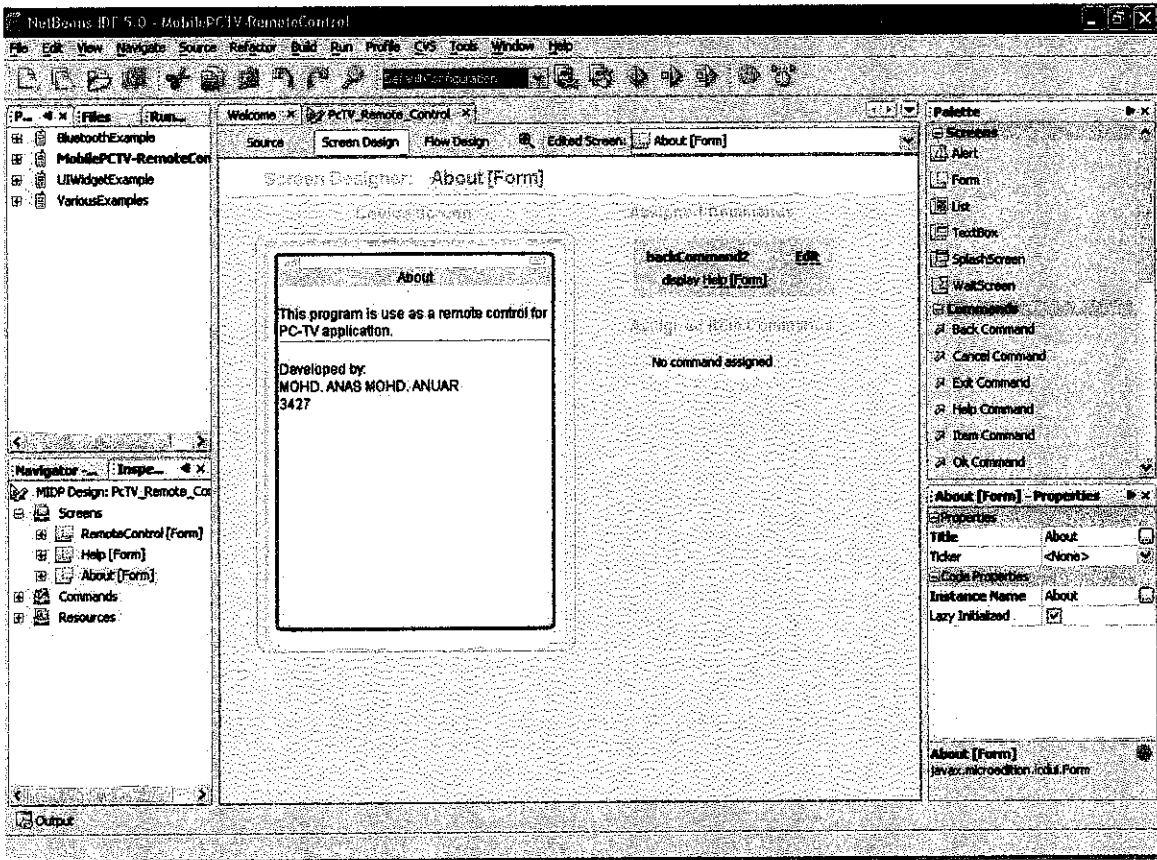 NetBeans IDE 5.0 - MobilePCTV-RemoteControl
File Edit View Navigate Source Refactor Build Run Profile CVS Tools Window Help
DefaultConfiguration
P... Files Run...
BluetoothExample
MobilePCTV-RemoteCon
UIWidgetExample
VariousExamples
Navigator -... Inspe...
MIDP Design: PcTV_Remote_Con
Screens
RemoteControl [Form]
Help [Form]
About [Form]
Commands
Resources
Welcome PcTV_Remote_Control
Source Screen Design Flow Design Edited Screen: About [Form]
Screen Designer: About [Form]
Device Screen
About
This program is use as a remote control for
PC-TV application.
Developed by:
MOHD. ANAS MOHD. ANUAR
3427
Assigned Commands
backCommand2 Edit
display Help [Form]
Assigned Item Commands
No command assigned
Palette
Screens
Alert
Form
List
TextBox
SplashScreen
WaitScreen
Commands
Back Command
Cancel Command
Exit Command
Help Command
Item Command
Ok Command
About [Form] - Properties
Properties
Title About
Ticker <None>
Code Properties
Instance Name About
Lazy Initialized
About [Form]
javax.microedition.lcdui.Form
Output